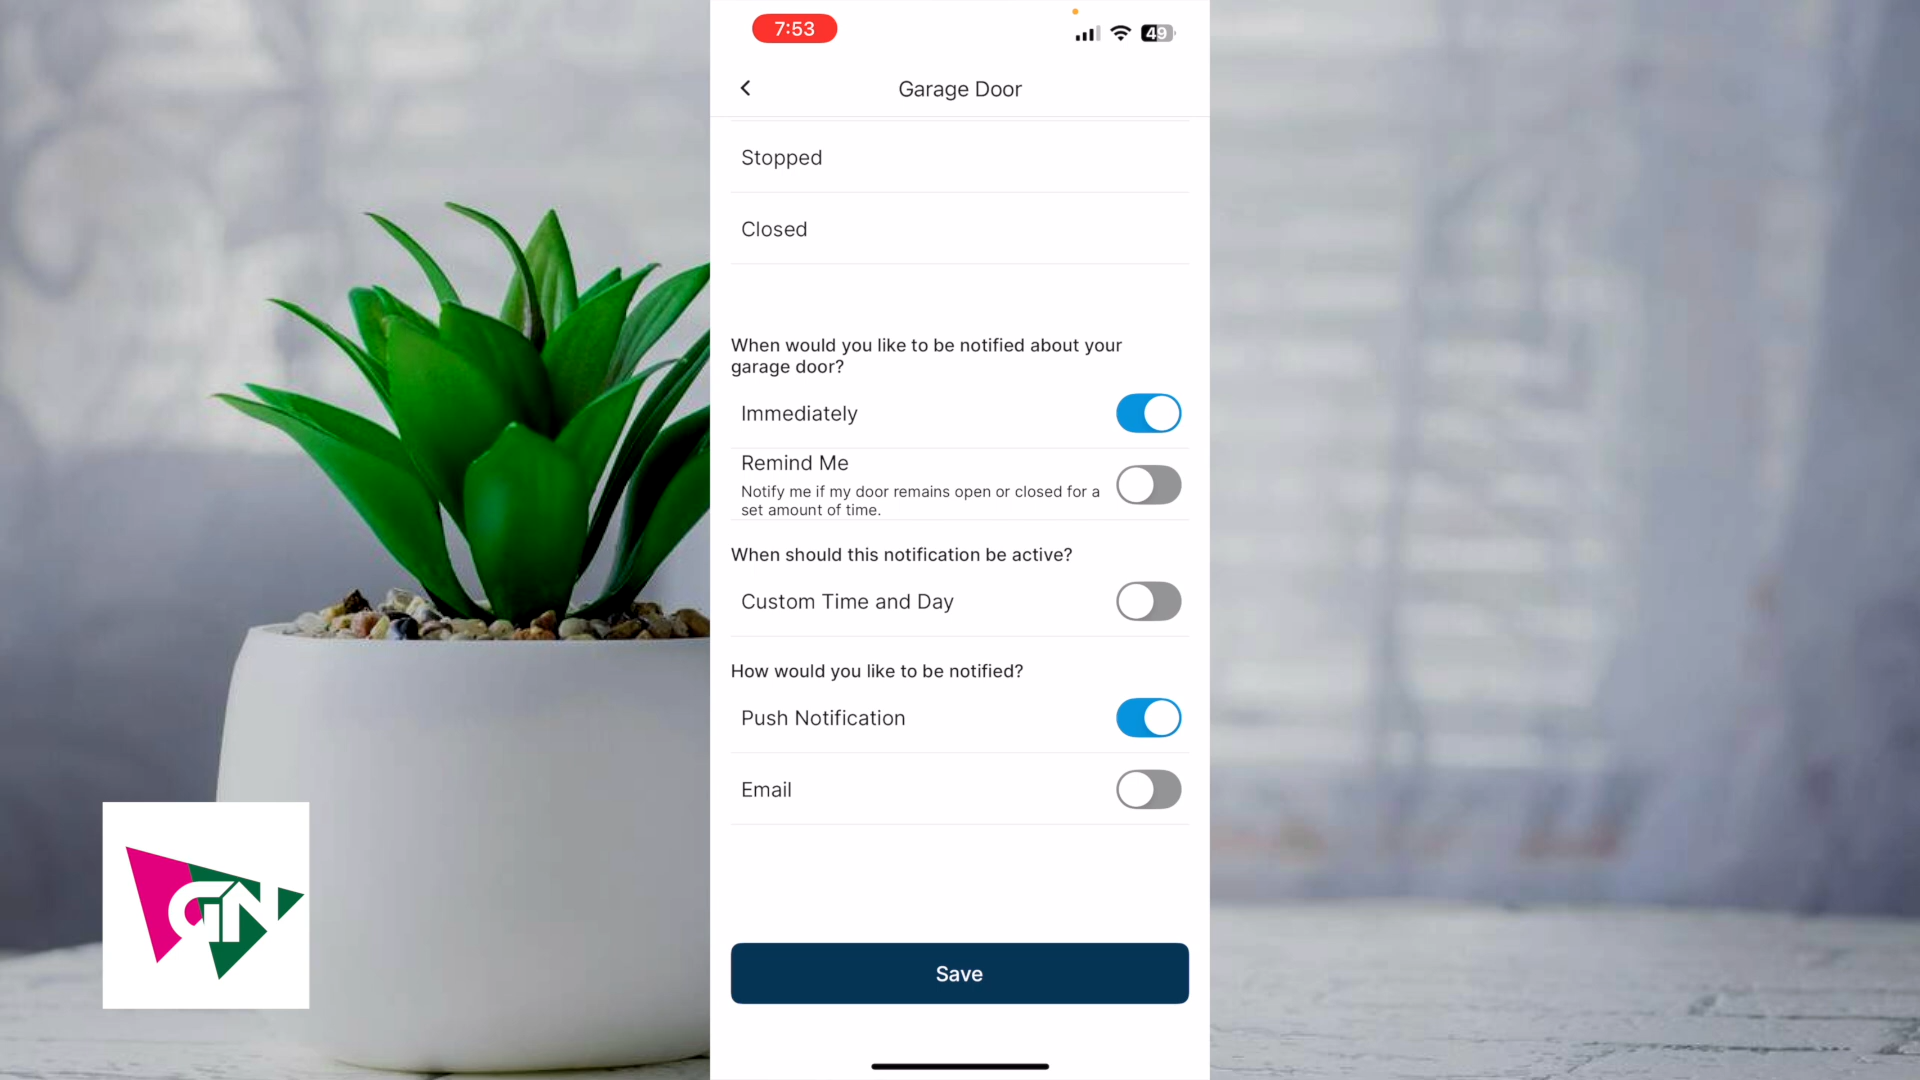 7:53
49
Garage Door
Stopped
Closed
When would you like to be notified about your
garage door?
Immediately
Remind Me
Notify me if my door remains open or closed for a
set amount of time.
When should this notification be active?
Custom Time and Day
How would you like to be notified?
Push Notification
Email
GiN
Save